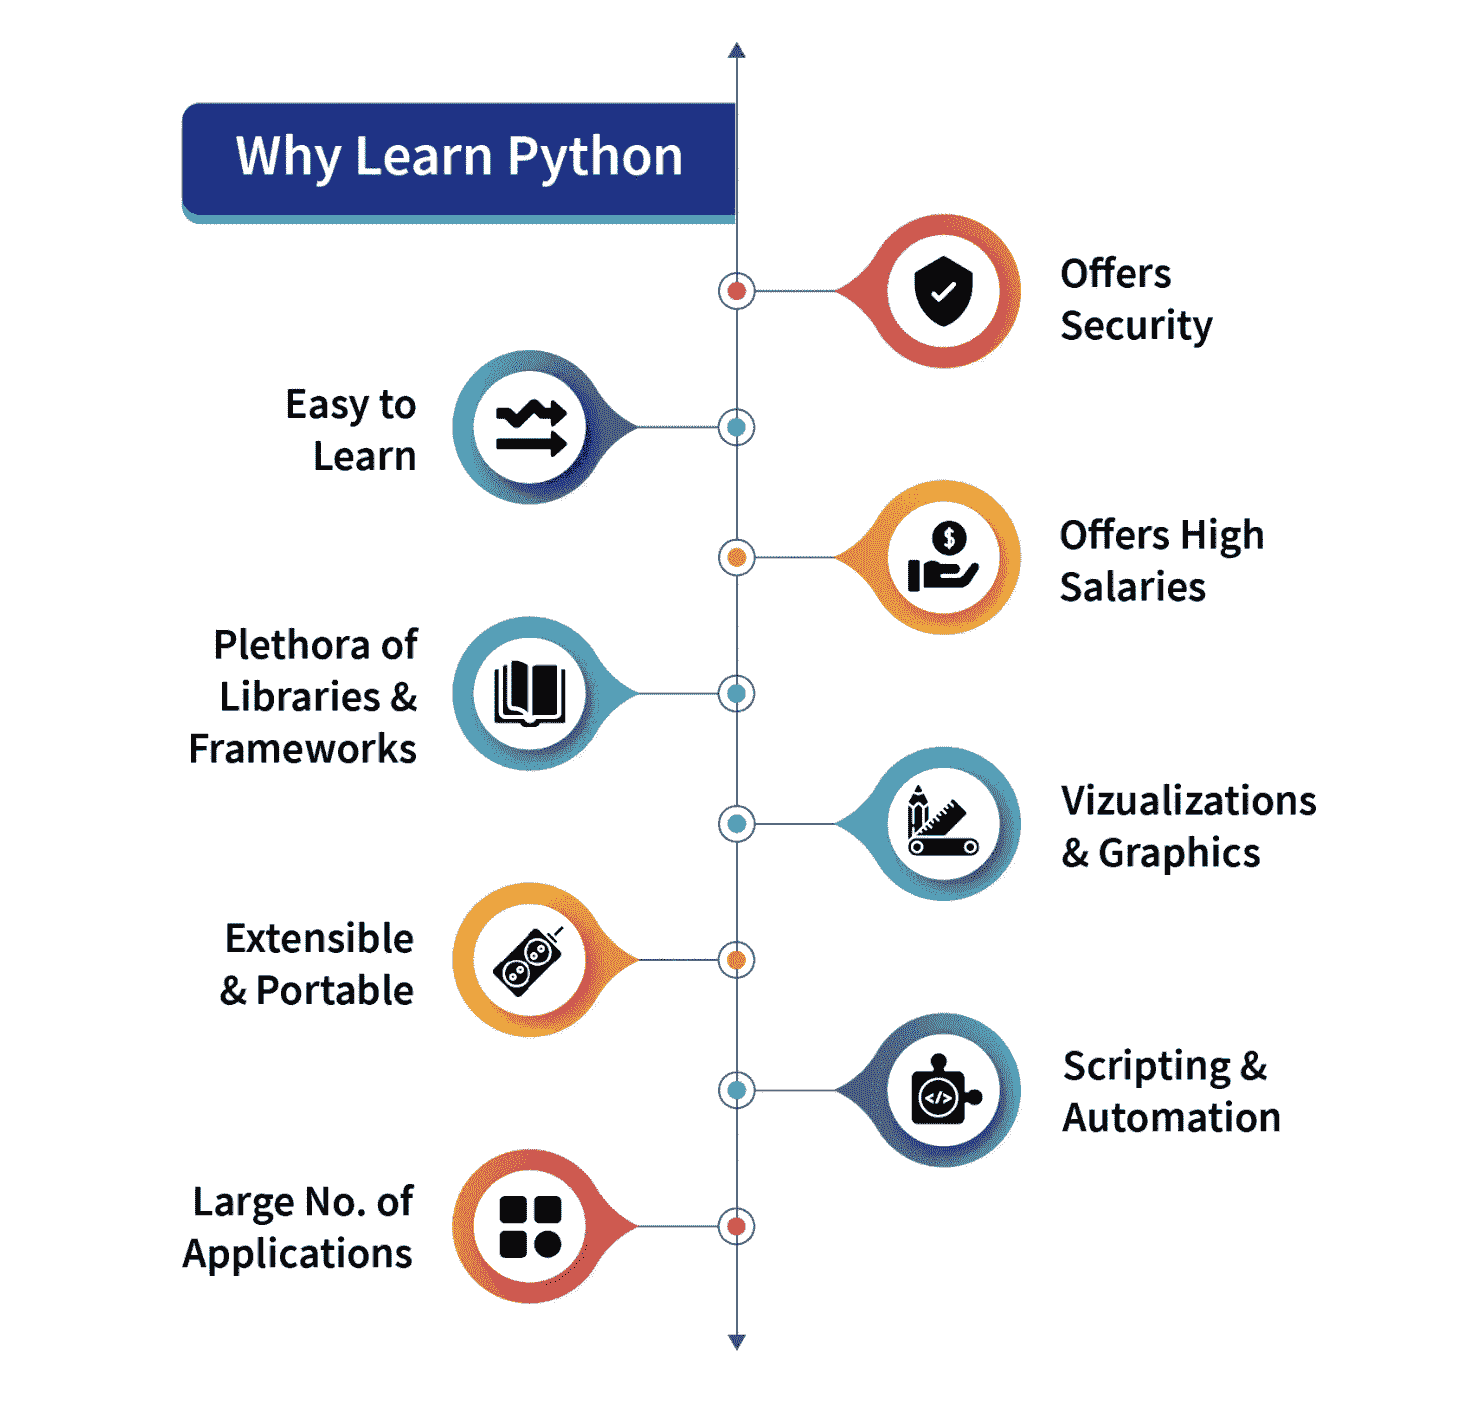 Why Learn Python
Offers
Security
Easy to
Learn
Offers High
Salaries
Plethora of
Libraries &
Frameworks
Vizualizations
& Graphics
Extensible
& Portable
Scripting &
Automation
Large No. of
Applications